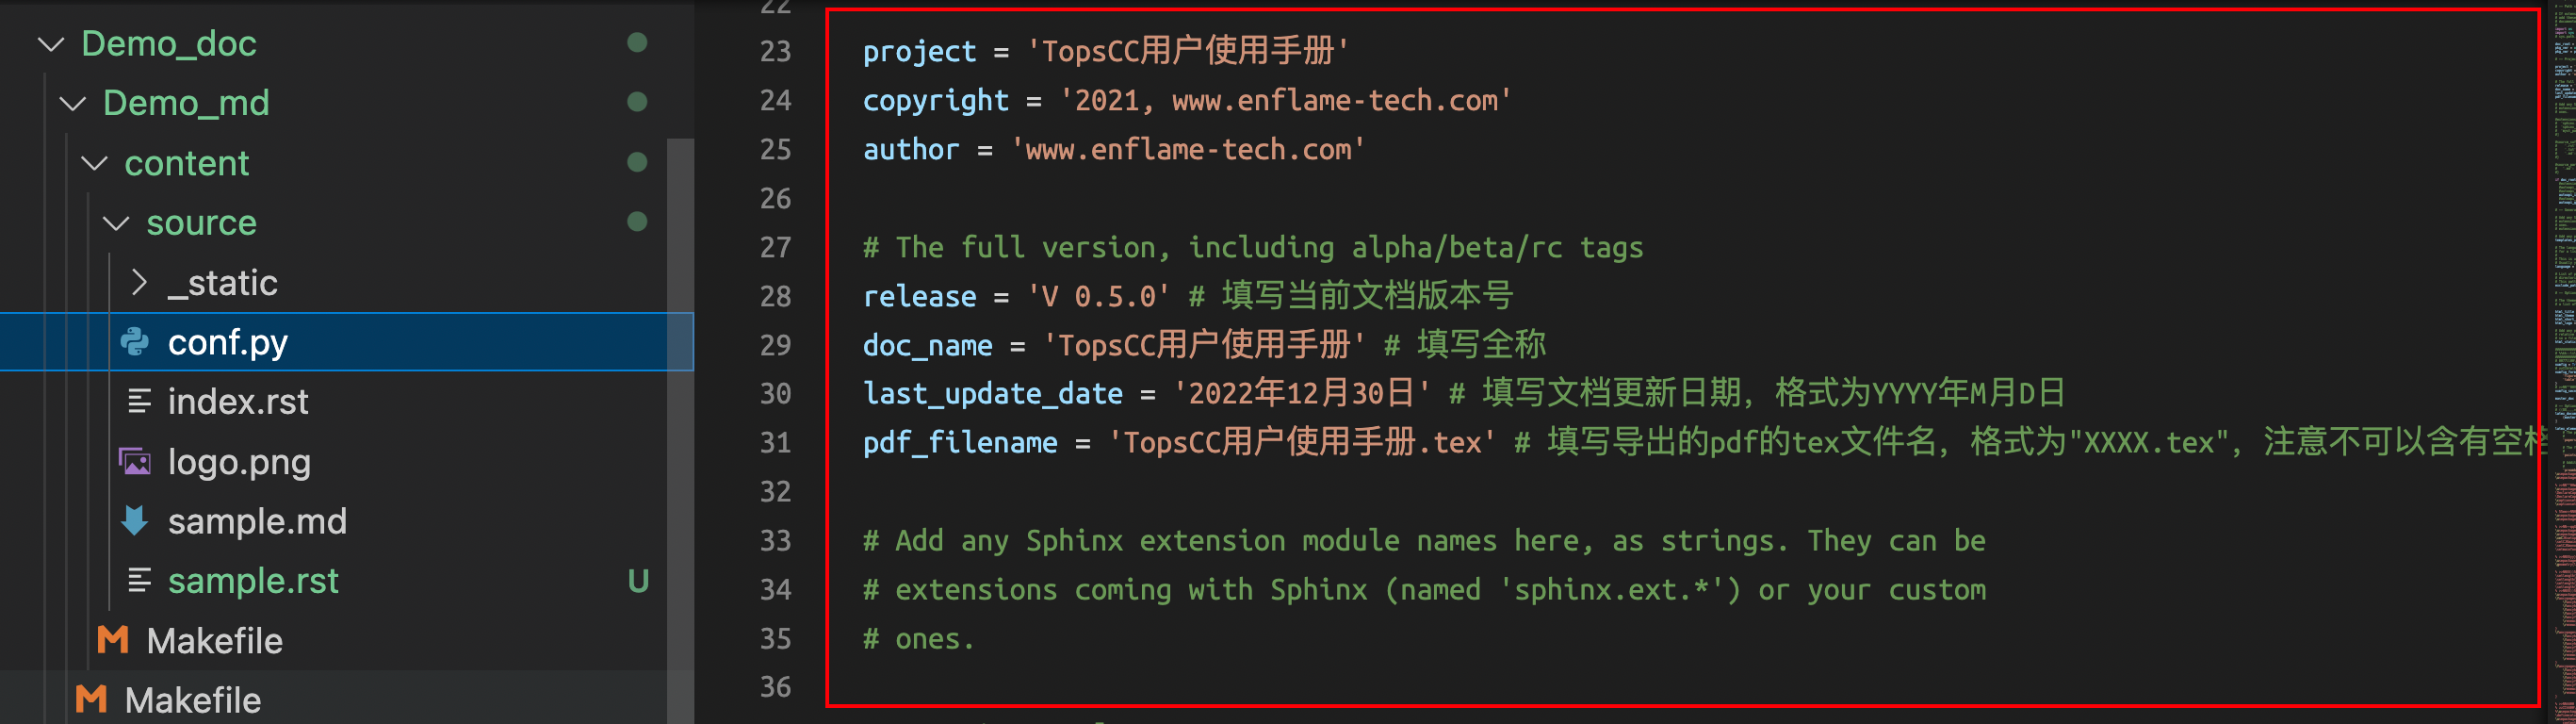 Demo_doc
Demo_md
content
source
_static
conf.py
index.rst
logo.png
sample.md
sample.rst U
Makefile
Makefile
22
23 project = 'TopsCC用户使用手册'
24 copyright = '2021, www.enflame-tech.com'
25 author = 'www.enflame-tech.com'
26
27 # The full version, including alpha/beta/rc tags
28 release = 'V 0.5.0' # 填写当前文档版本号
29 doc_name = 'TopsCC用户使用手册' # 填写全称
30 last_update_date = '2022年12月30日' # 填写文档更新日期，格式为YYYY年M月D日
31 pdf_filename = 'TopsCC用户使用手册.tex' # 填写导出的pdf的tex文件名，格式为"XXXX.tex"，注意不可以含有空格
32
33 # Add any Sphinx extension module names here, as strings. They can be
34 # extensions coming with Sphinx (named 'sphinx.ext.*') or your custom
35 # ones.
36